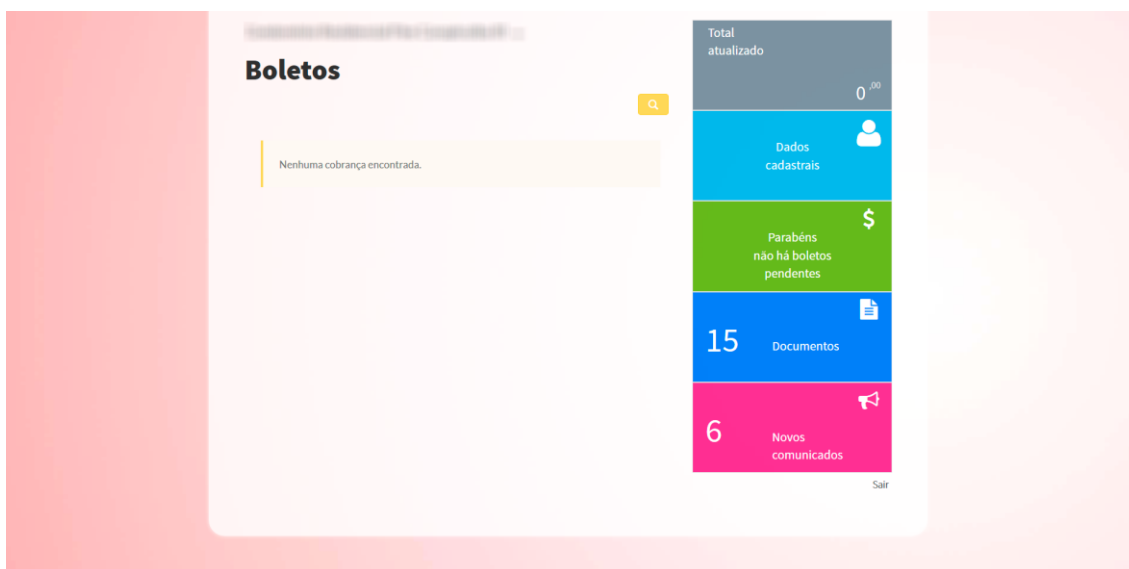 Boletos
Nenhuma cobrança encontrada.
Total
atualizado
0 ,00
Dados
cadastrais
Parabéns
não há boletos
pendentes
15 Documentos
6 Novos
comunicados
Sair